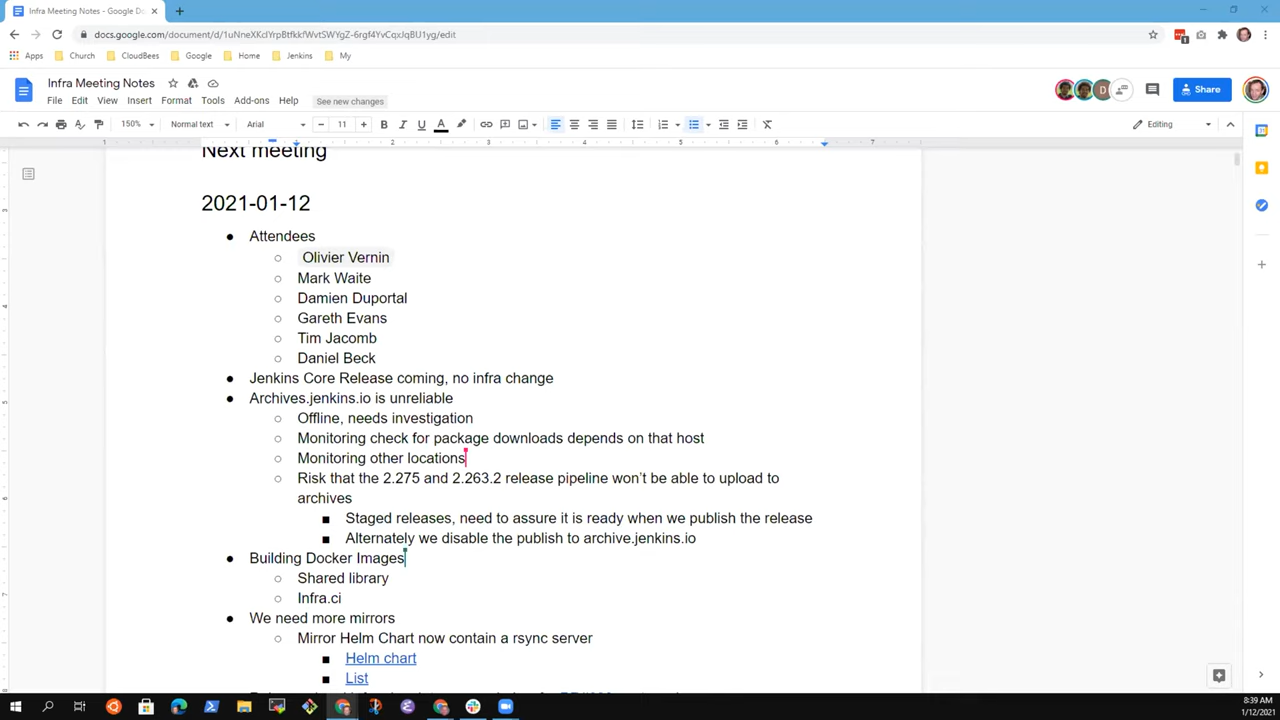 Infra Meeting Notes - Google Do
docs.google.com/document/d/1uNneXKclYrpBtfkkfWvtSWYgZ-6rgf4YvCqxJqBU1yg/edit
Apps Church CloudBees Google Home Jenkins My
Infra Meeting Notes
File Edit View Insert Format Tools Add-ons Help See new changes
D
Share
150% Normal text Arial 11 B I U A Editing
1 1 2 3 4 5 6 7
Next meeting
2021-01-12
Attendees
Olivier Vernin
Mark Waite
Damien Duportal
Gareth Evans
Tim Jacomb
Daniel Beck
Jenkins Core Release coming, no infra change
Archives.jenkins.io is unreliable
Offline, needs investigation
Monitoring check for package downloads depends on that host
Monitoring other locations
Risk that the 2.275 and 2.263.2 release pipeline won't be able to upload to
archives
Staged releases, need to assure it is ready when we publish the release
Alternately we disable the publish to archive.jenkins.io
Building Docker Images
Shared library
Infra.ci
We need more mirrors
Mirror Helm Chart now contain a rsync server
Helm chart
List
8:39 AM
1/12/2021